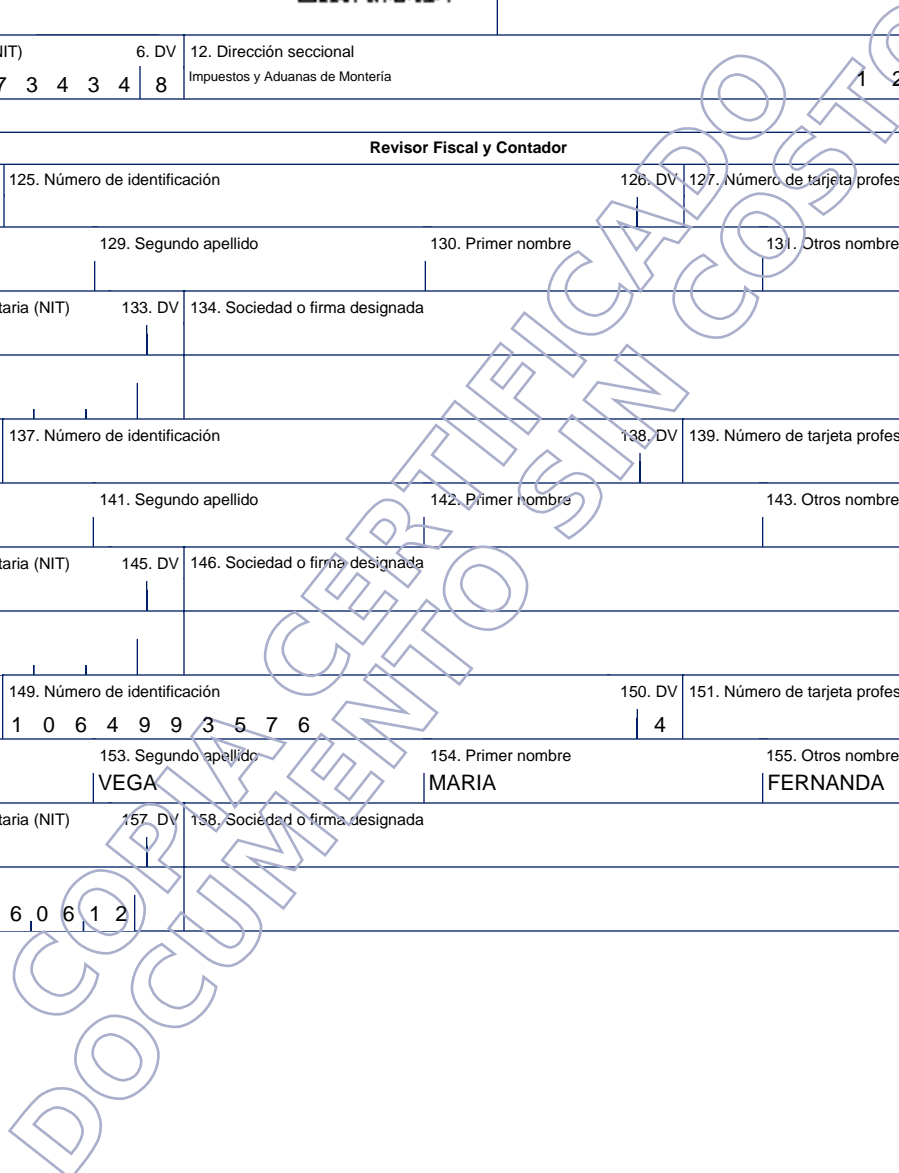 NIT) 6. DV 12. Dirección seccional
7 3 4 3 4 8 Impuestos y Aduanas de Montería 1 2
Revisor Fiscal y Contador
125. Número de identificación 126. DV 127. Número de tarjeta profes
129. Segundo apellido 130. Primer nombre 131. Otros nombre
taria (NIT) 133. DV 134. Sociedad o firma designada
137. Número de identificación 138. DV 139. Número de tarjeta profes
141. Segundo apellido 142. Primer nombre 143. Otros nombre
taria (NIT) 145. DV 146. Sociedad o firma designada
149. Número de identificación 150. DV 151. Número de tarjeta profes
1 0 6 4 9 9 3 5 7 6 4
153. Segundo apellido 154. Primer nombre 155. Otros nombre
VEGA MARIA FERNANDA
taria (NIT) 157. DV 158. Sociedad o firma designada
6 0 6 1 2
COPIA CERTIFICADO
DOCUMENTO SIN COSTO